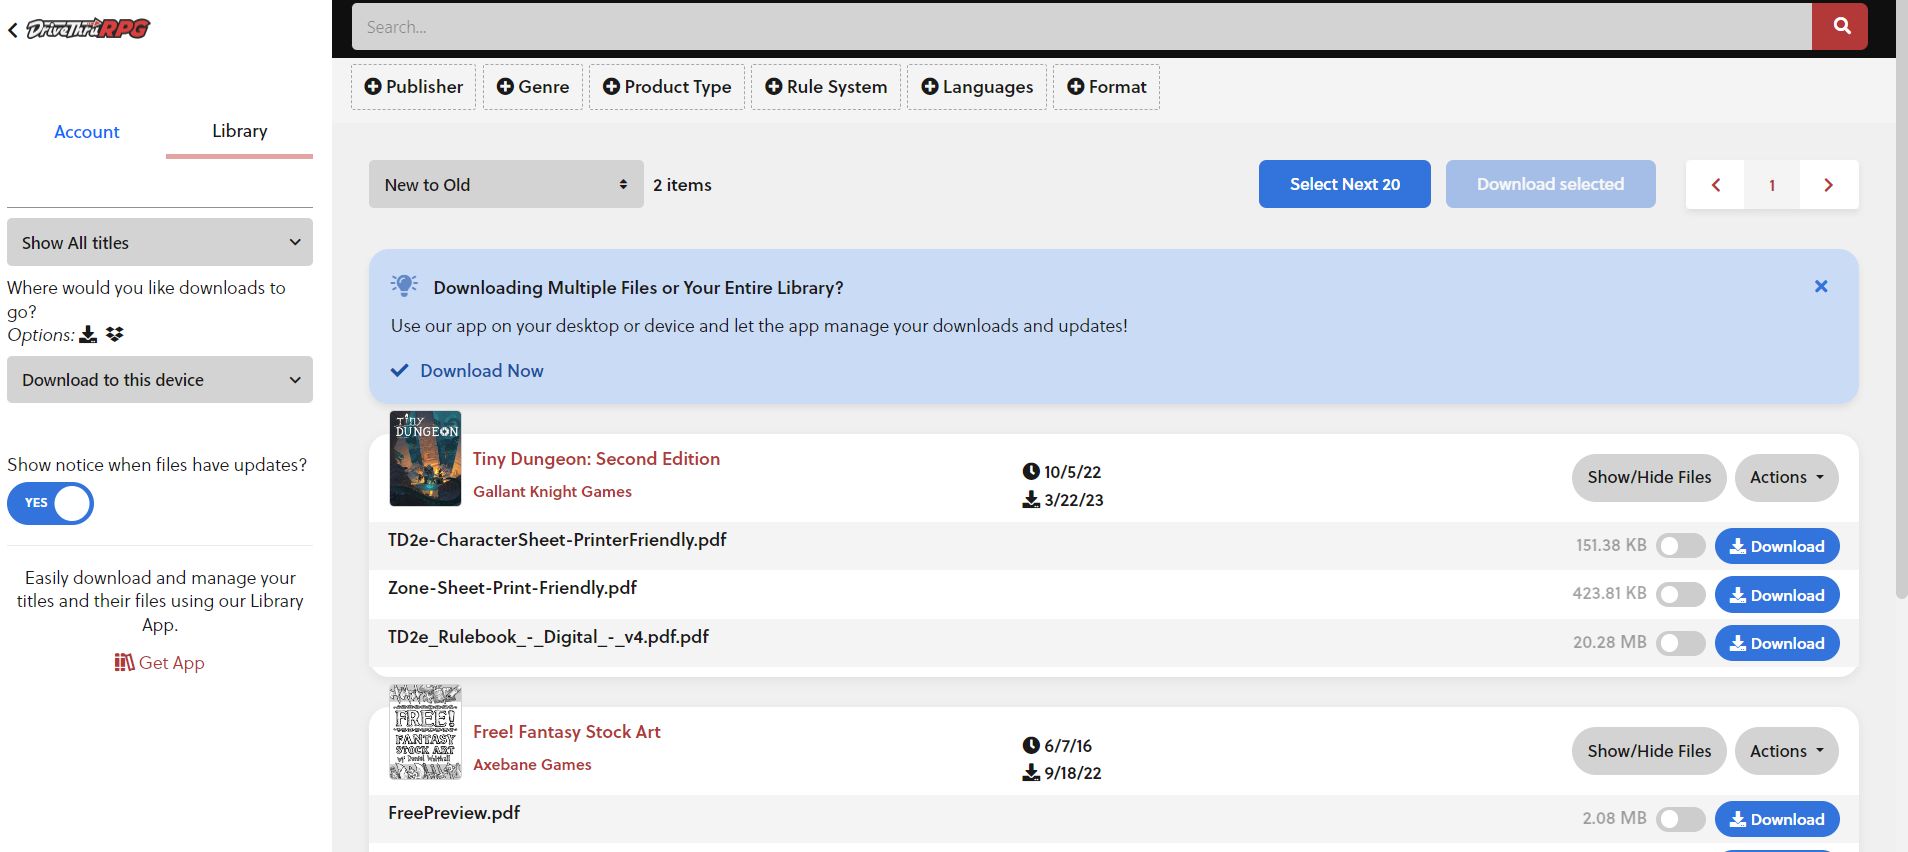 DriveThruRPG
Search...
Publisher
Genre
Product Type
Rule System
Languages
Format
Account
Library
Show All titles
Where would you like downloads to
go?
Options:
Download to this device
Show notice when files have updates?
YES
Easily download and manage your
titles and their files using our Library
App.
Get App
New to Old
2 items
Select Next 20
Download selected
1
Downloading Multiple Files or Your Entire Library?
Use our app on your desktop or device and let the app manage your downloads and updates!
Download Now
Tiny
DUNGEON
Tiny Dungeon: Second Edition
Gallant Knight Games
10/5/22
3/22/23
Show/Hide Files
Actions
TD2e-CharacterSheet-PrinterFriendly.pdf
151.38 KB
Download
Zone-Sheet-Print-Friendly.pdf
423.81 KB
Download
TD2e_Rulebook_-_Digital_-_v4.pdf.pdf
20.28 MB
Download
FREE!
FANTASY
STOCK ART
Free! Fantasy Stock Art
Axebane Games
6/7/16
9/18/22
Show/Hide Files
Actions
FreePreview.pdf
2.08 MB
Download